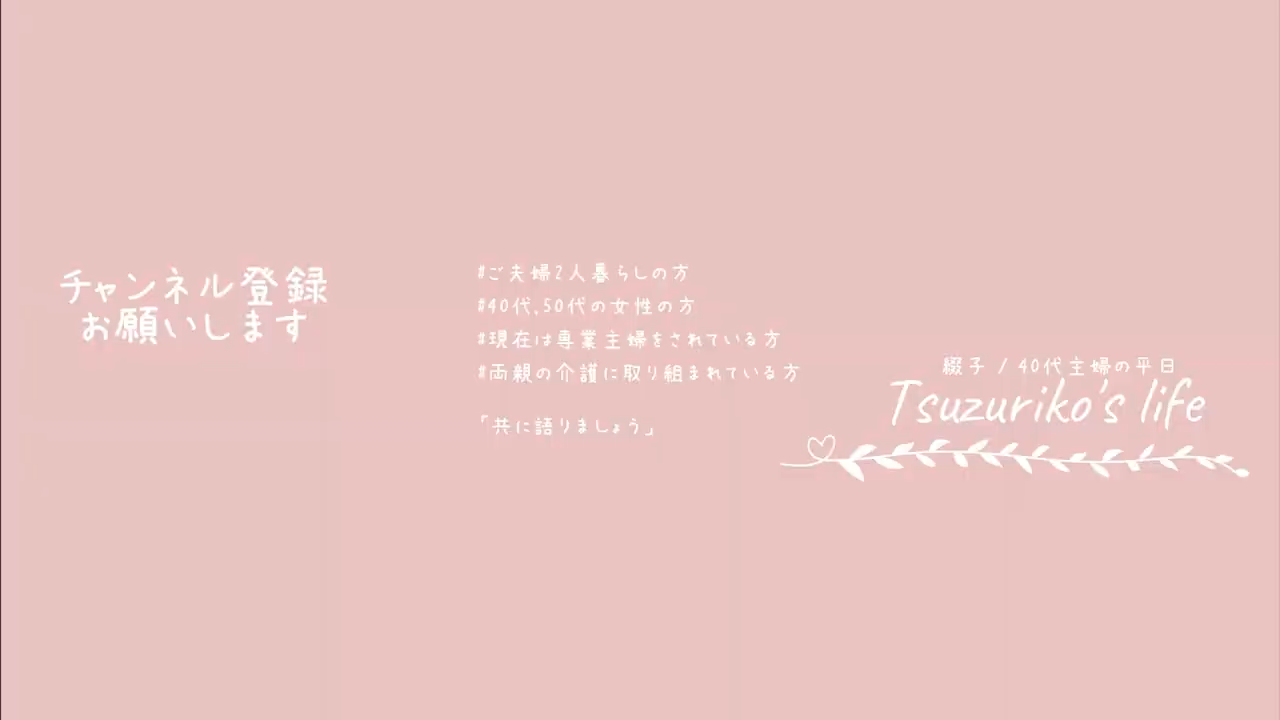 チャンネル登録
お願いします
#ご夫婦2人暮らしの方
#40代,50代の女性の方
#現在は専業主婦をされている方
#両親の介護に取り組まれている方
「共に語りましょう」
綴子 / 40代主婦の平日
Tsuzuriko's life